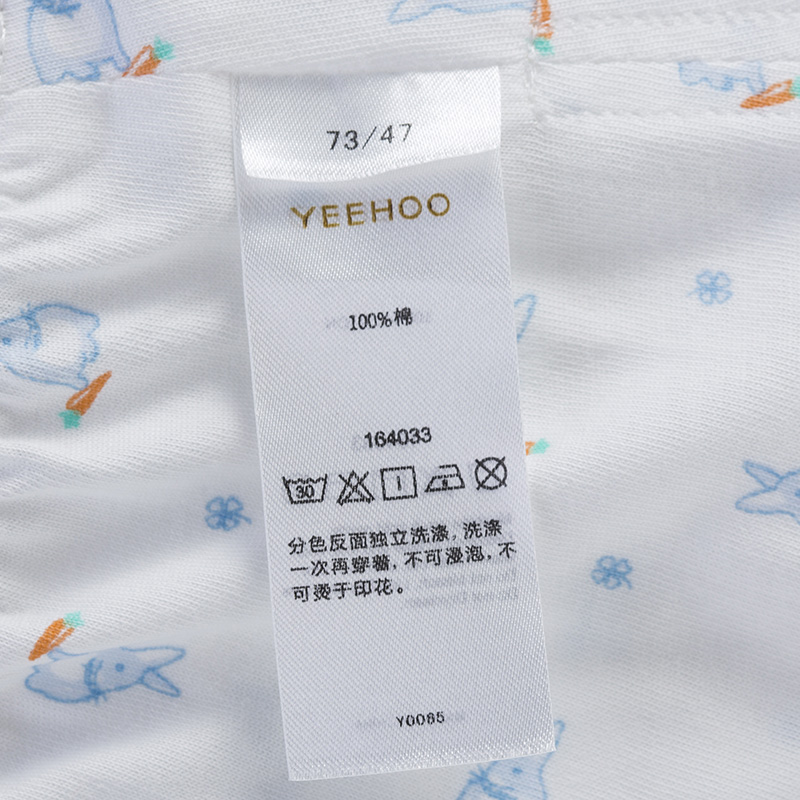 73/47
YEEHOO
100%棉
164033
30
分色反面独立洗涤, 洗涤
一次再穿著, 不可浸泡, 不
可烫于印花。
Y0085